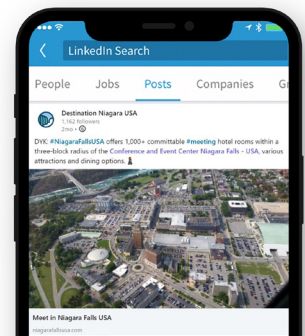 LinkedIn Search
People Jobs Posts Companies Gr
Destination Niagara USA
1,162 followers
2mo •
DYK: #NiagaraFallsUSA offers 1,000+ committable #meeting hotel rooms within a
three-block radius of the Conference and Event Center Niagara Falls - USA, various
attractions and dining options.
Meet in Niagara Falls USA
niagarafallsusa.com